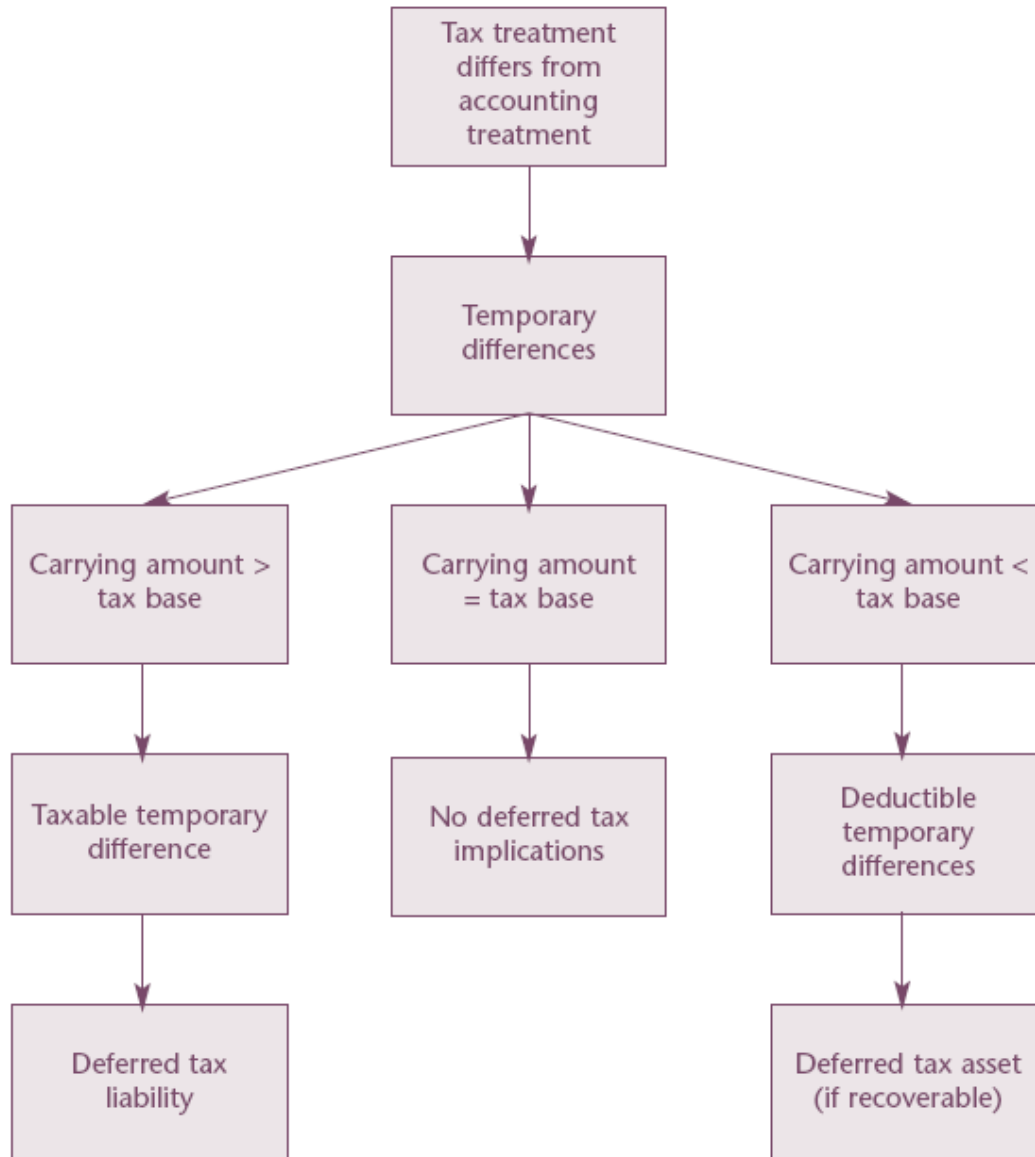 Tax treatment
differs from
accounting
treatment
Temporary
differences
Carrying amount >
tax base
Carrying amount
= tax base
Carrying amount <
tax base
Taxable temporary
difference
No deferred tax
implications
Deductible
temporary
differences
Deferred tax
liability
Deferred tax asset
(if recoverable)